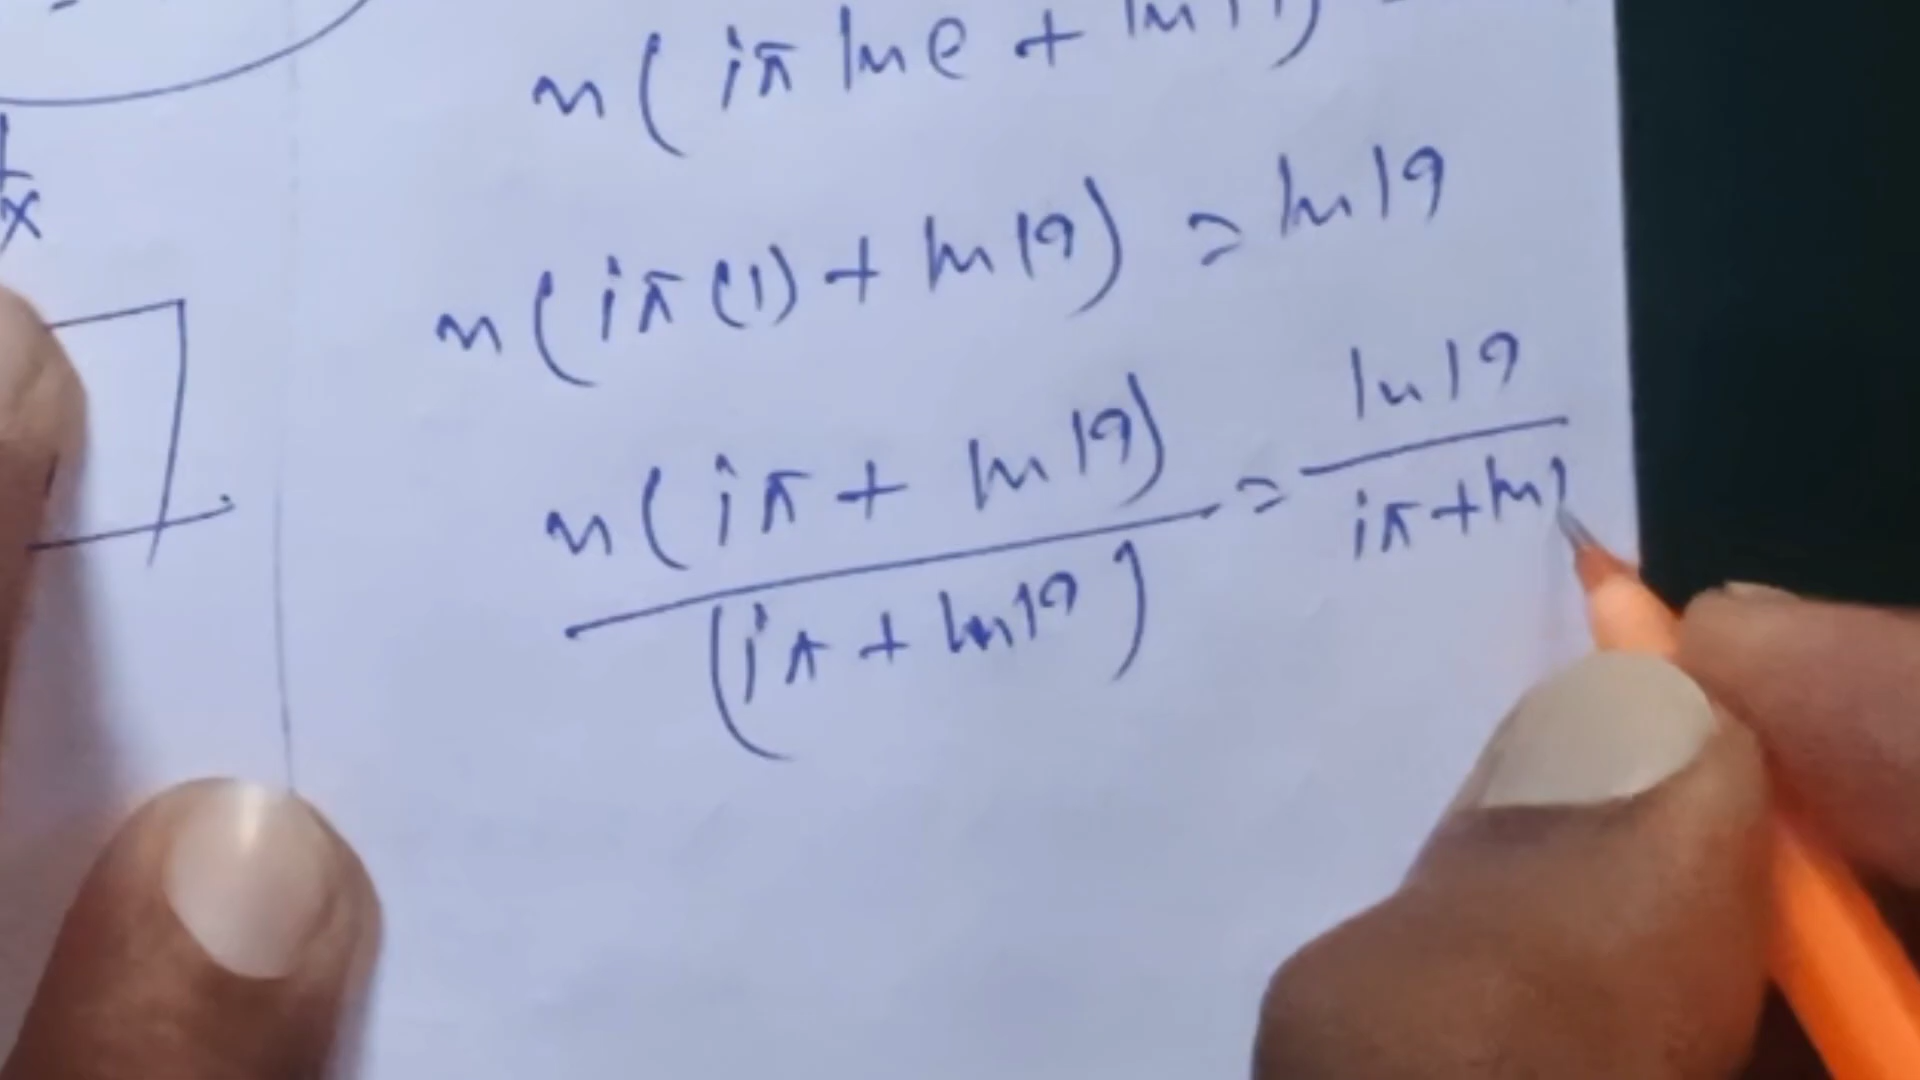 n(iπ ln e + ln 19)
x
n(iπ(1) + ln 19) = ln 19
n(iπ + ln 19) / (iπ + ln 19) = ln 19 / iπ + ln 1